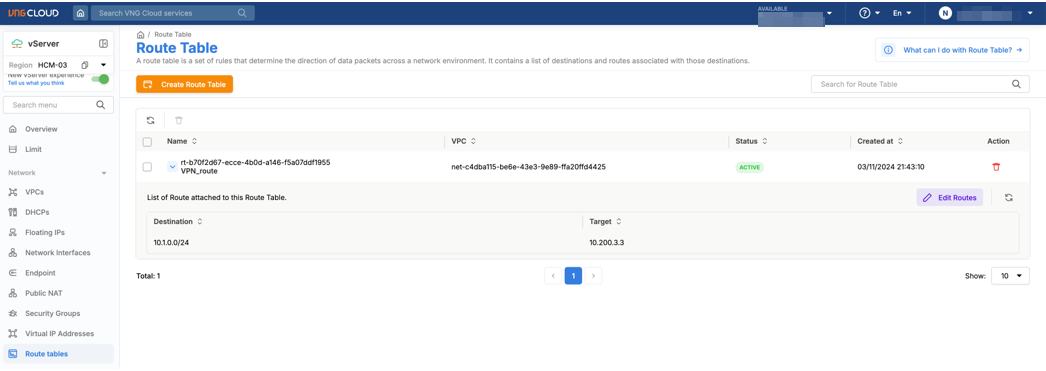 VNGCLOUD
Search VNG Cloud services
AVAILABLE
En
N
vServer
Region HCM-03
New vServer experience
Tell us what you think
Search menu
Overview
Limit
Network
VPCs
DHCPs
Floating IPs
Network Interfaces
Endpoint
Public NAT
Security Groups
Virtual IP Addresses
Route tables
/ Route Table
Route Table
A route table is a set of rules that determine the direction of data packets across a network environment. It contains a list of destinations and routes associated with those destinations.
What can I do with Route Table?
Create Route Table
Search for Route Table
Name VPC Status Created at Action
rt-b70f2d67-ecce-4b0d-a146-f5a07ddf1955
VPN_route
net-c4dba115-be6e-43e3-9e89-ffa20ffd4425
ACTIVE
03/11/2024 21:43:10
List of Route attached to this Route Table.
Edit Routes
Destination Target
10.1.0.0/24 10.200.3.3
Total: 1
1
Show: 10